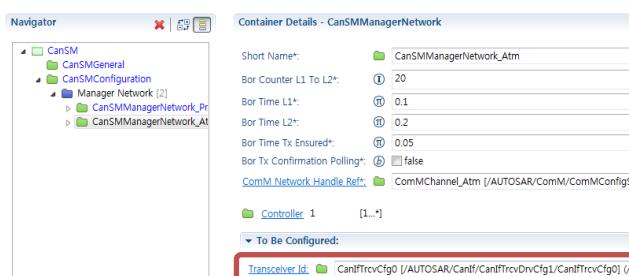 Navigator
CanSM
CanSMGeneral
CanSMConfiguration
Manager Network [2]
CanSMManagerNetwork_Pr
CanSMManagerNetwork_At
Container Details - CanSMManagerNetwork
Short Name*: CanSMManagerNetwork_Atm
Bor Counter L1 To L2*: 20
Bor Time L1*: 0.1
Bor Time L2*: 0.2
Bor Time Tx Ensured*: 0.05
Bor Tx Confirmation Polling*: false
ComM Network Handle Ref*: ComMChannel_Atm [/AUTOSAR/ComM/ComMConfigS
Controller 1 [1...*]
To Be Configured:
Transceiver Id: CanIfTrcvCfg0 [/AUTOSAR/CanIf/CanIfTrcvDrvCfg1/CanIfTrcvCfg0] (/